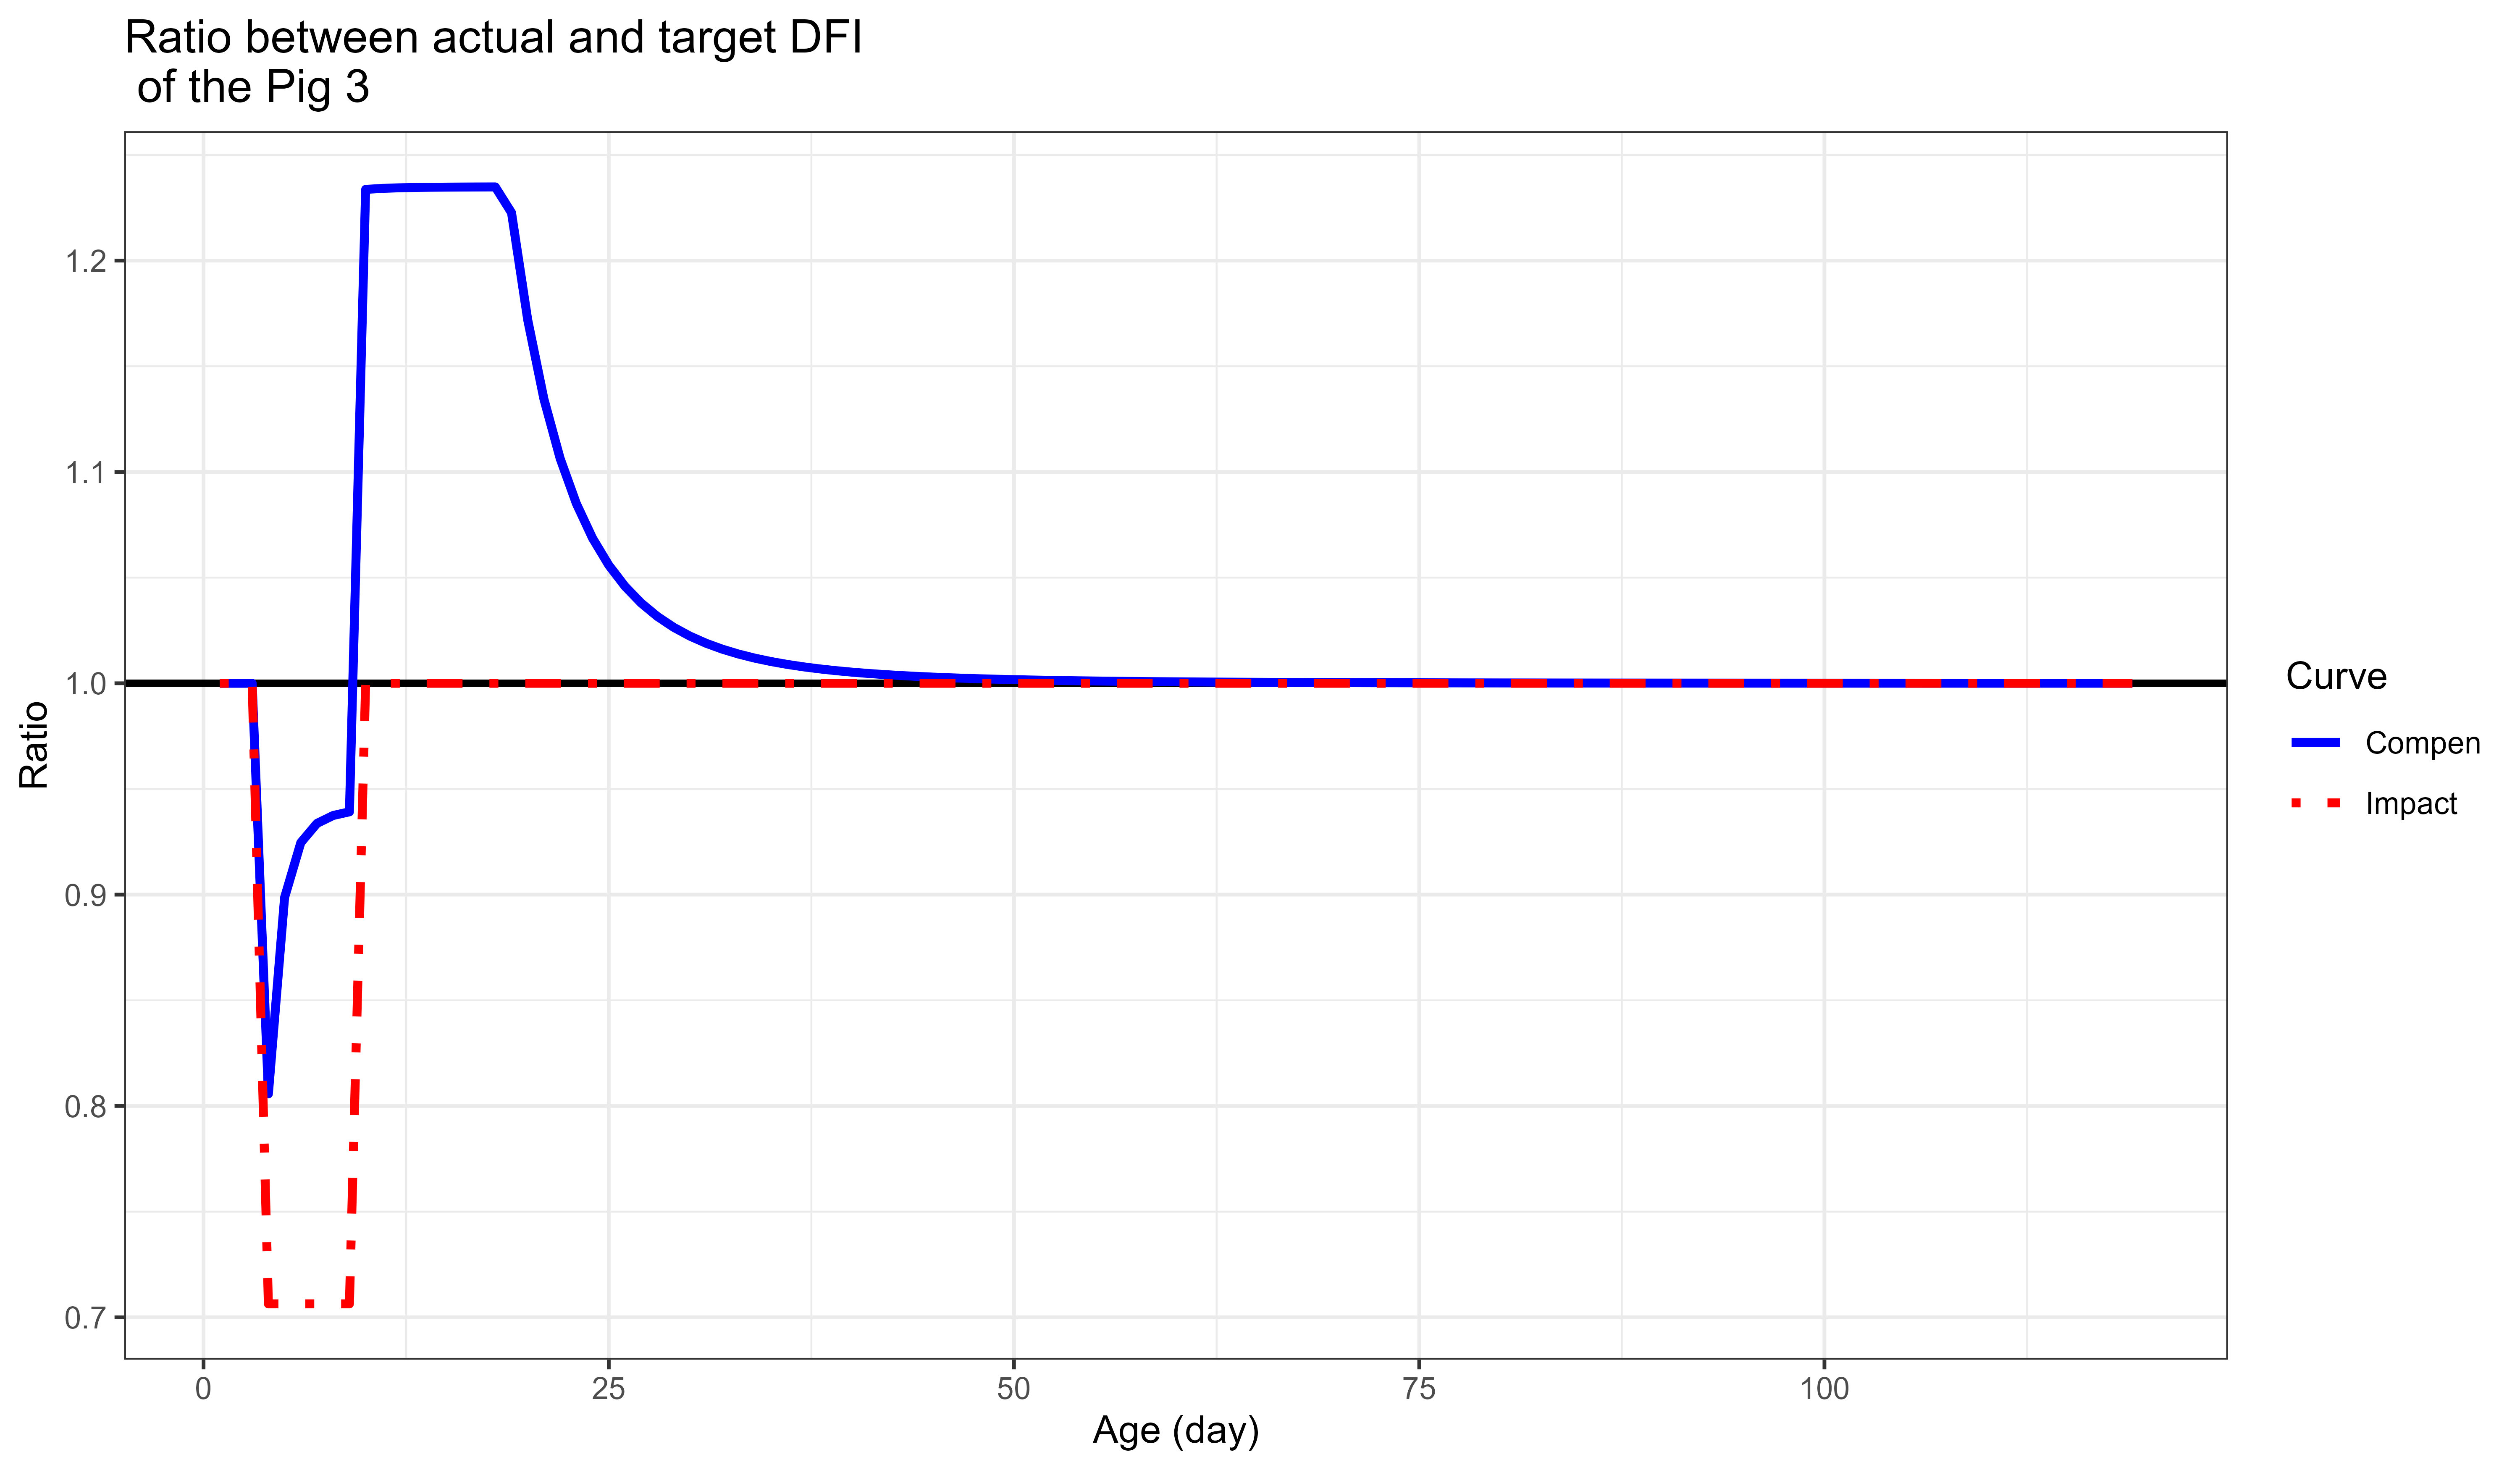 Ratio between actual and target DFI
of the Pig 3
1.2
1.1
1.0
0.9
0.8
0.7
Ratio
0 25 50 75 100
Age (day)
Curve
Compen
Impact